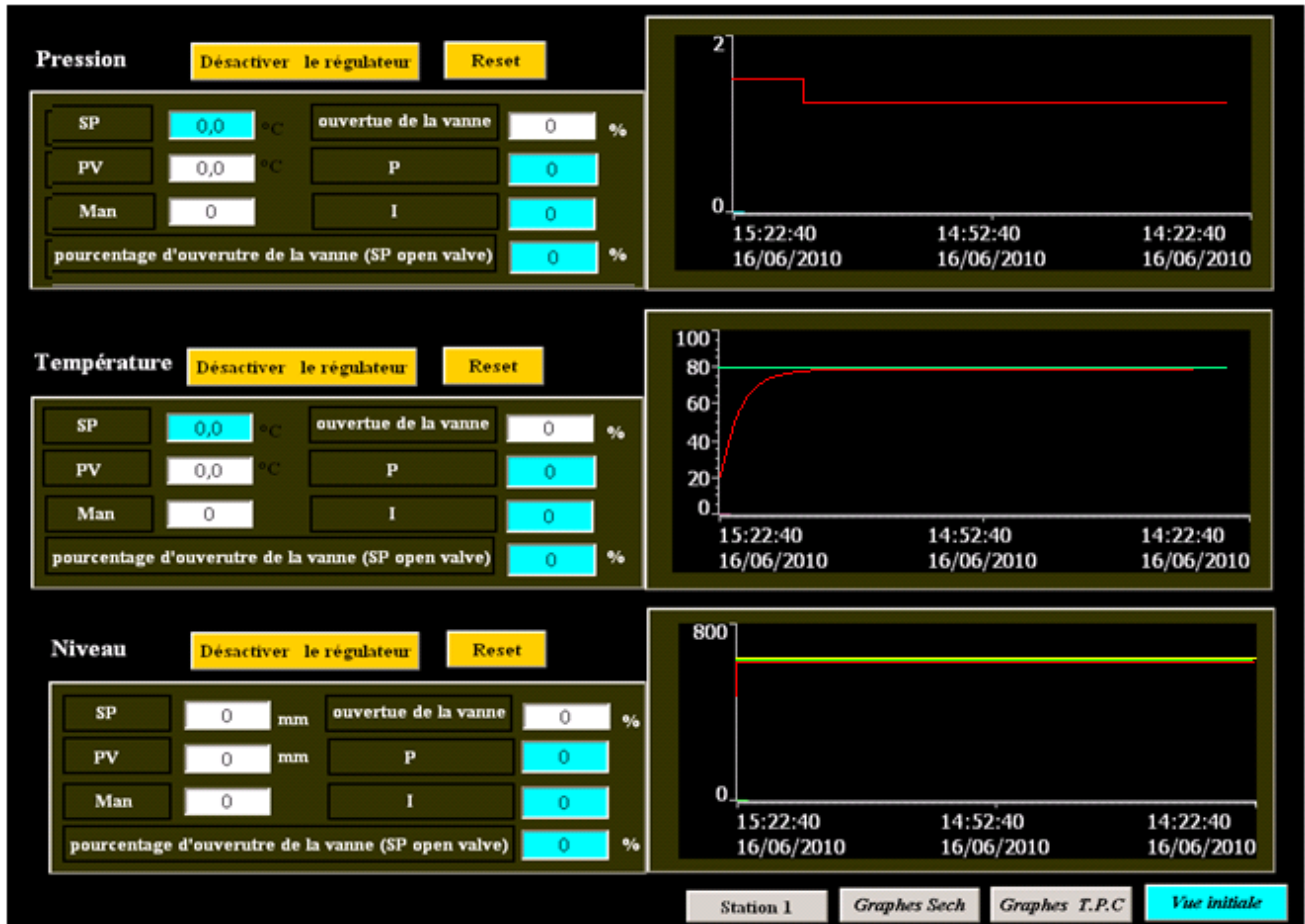 Pression
Désactiver le régulateur
Reset
SP 0,0 °C ouvertue de la vanne 0 %
PV 0,0 °C P 0
Man 0 I 0
pourcentage d'ouverutre de la vanne (SP open valve) 0 %
2
0
15:22:40 14:52:40 14:22:40
16/06/2010 16/06/2010 16/06/2010
Température
Désactiver le régulateur
Reset
SP 0,0 °C ouvertue de la vanne 0 %
PV 0,0 °C P 0
Man 0 I 0
pourcentage d'ouverutre de la vanne (SP open valve) 0 %
100
80
60
40
20
0
15:22:40 14:52:40 14:22:40
16/06/2010 16/06/2010 16/06/2010
Niveau
Désactiver le régulateur
Reset
SP 0 mm ouvertue de la vanne 0 %
PV 0 mm P 0
Man 0 I 0
pourcentage d'ouverutre de la vanne (SP open valve) 0 %
800
0
15:22:40 14:52:40 14:22:40
16/06/2010 16/06/2010 16/06/2010
Station 1
Graphes Sech
Graphes T.P.C
Vue initiale